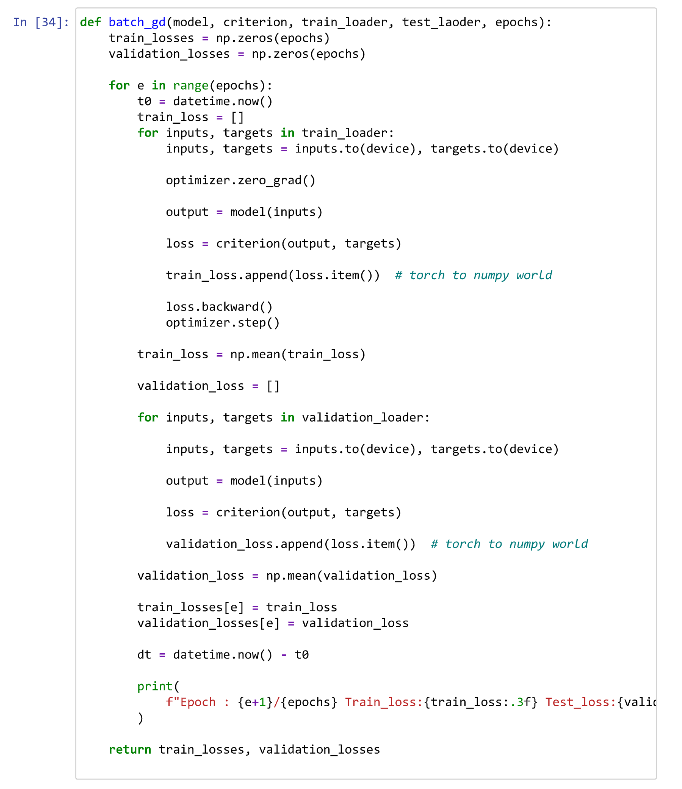 In [34]: def batch_gd(model, criterion, train_loader, test_laoder, epochs):
    train_losses = np.zeros(epochs)
    validation_losses = np.zeros(epochs)

    for e in range(epochs):
        t0 = datetime.now()
        train_loss = []
        for inputs, targets in train_loader:
            inputs, targets = inputs.to(device), targets.to(device)

            optimizer.zero_grad()

            output = model(inputs)

            loss = criterion(output, targets)

            train_loss.append(loss.item())  # torch to numpy world

            loss.backward()
            optimizer.step()

        train_loss = np.mean(train_loss)

        validation_loss = []

        for inputs, targets in validation_loader:

            inputs, targets = inputs.to(device), targets.to(device)

            output = model(inputs)

            loss = criterion(output, targets)

            validation_loss.append(loss.item())  # torch to numpy world

        validation_loss = np.mean(validation_loss)

        train_losses[e] = train_loss
        validation_losses[e] = validation_loss

        dt = datetime.now() - t0

        print(
            f"Epoch : {e+1}/{epochs} Train_loss:{train_loss:.3f} Test_loss:{valid
        )

    return train_losses, validation_losses